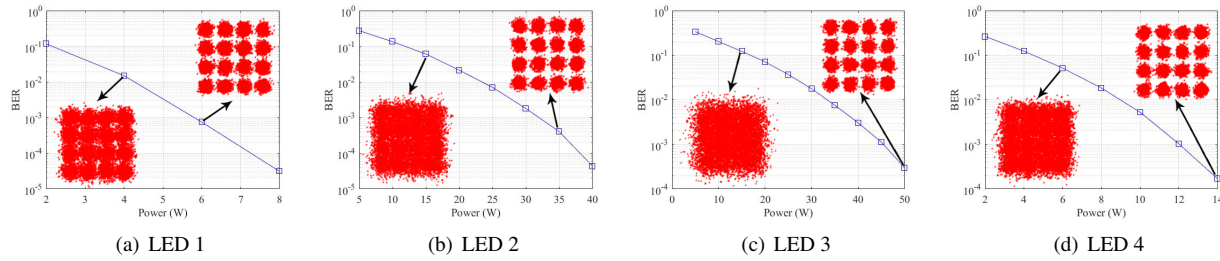 BER
10^0
10^-1
10^-2
10^-3
10^-4
10^-5
2 3 4 5 6 7 8
Power (W)
(a) LED 1
BER
10^0
10^-1
10^-2
10^-3
10^-4
10^-5
5 10 15 20 25 30 35 40
Power (W)
(b) LED 2
BER
10^0
10^-1
10^-2
10^-3
10^-4
0 10 20 30 40 50
Power (W)
(c) LED 3
BER
10^0
10^-1
10^-2
10^-3
10^-4
2 4 6 8 10 12 14
Power (W)
(d) LED 4